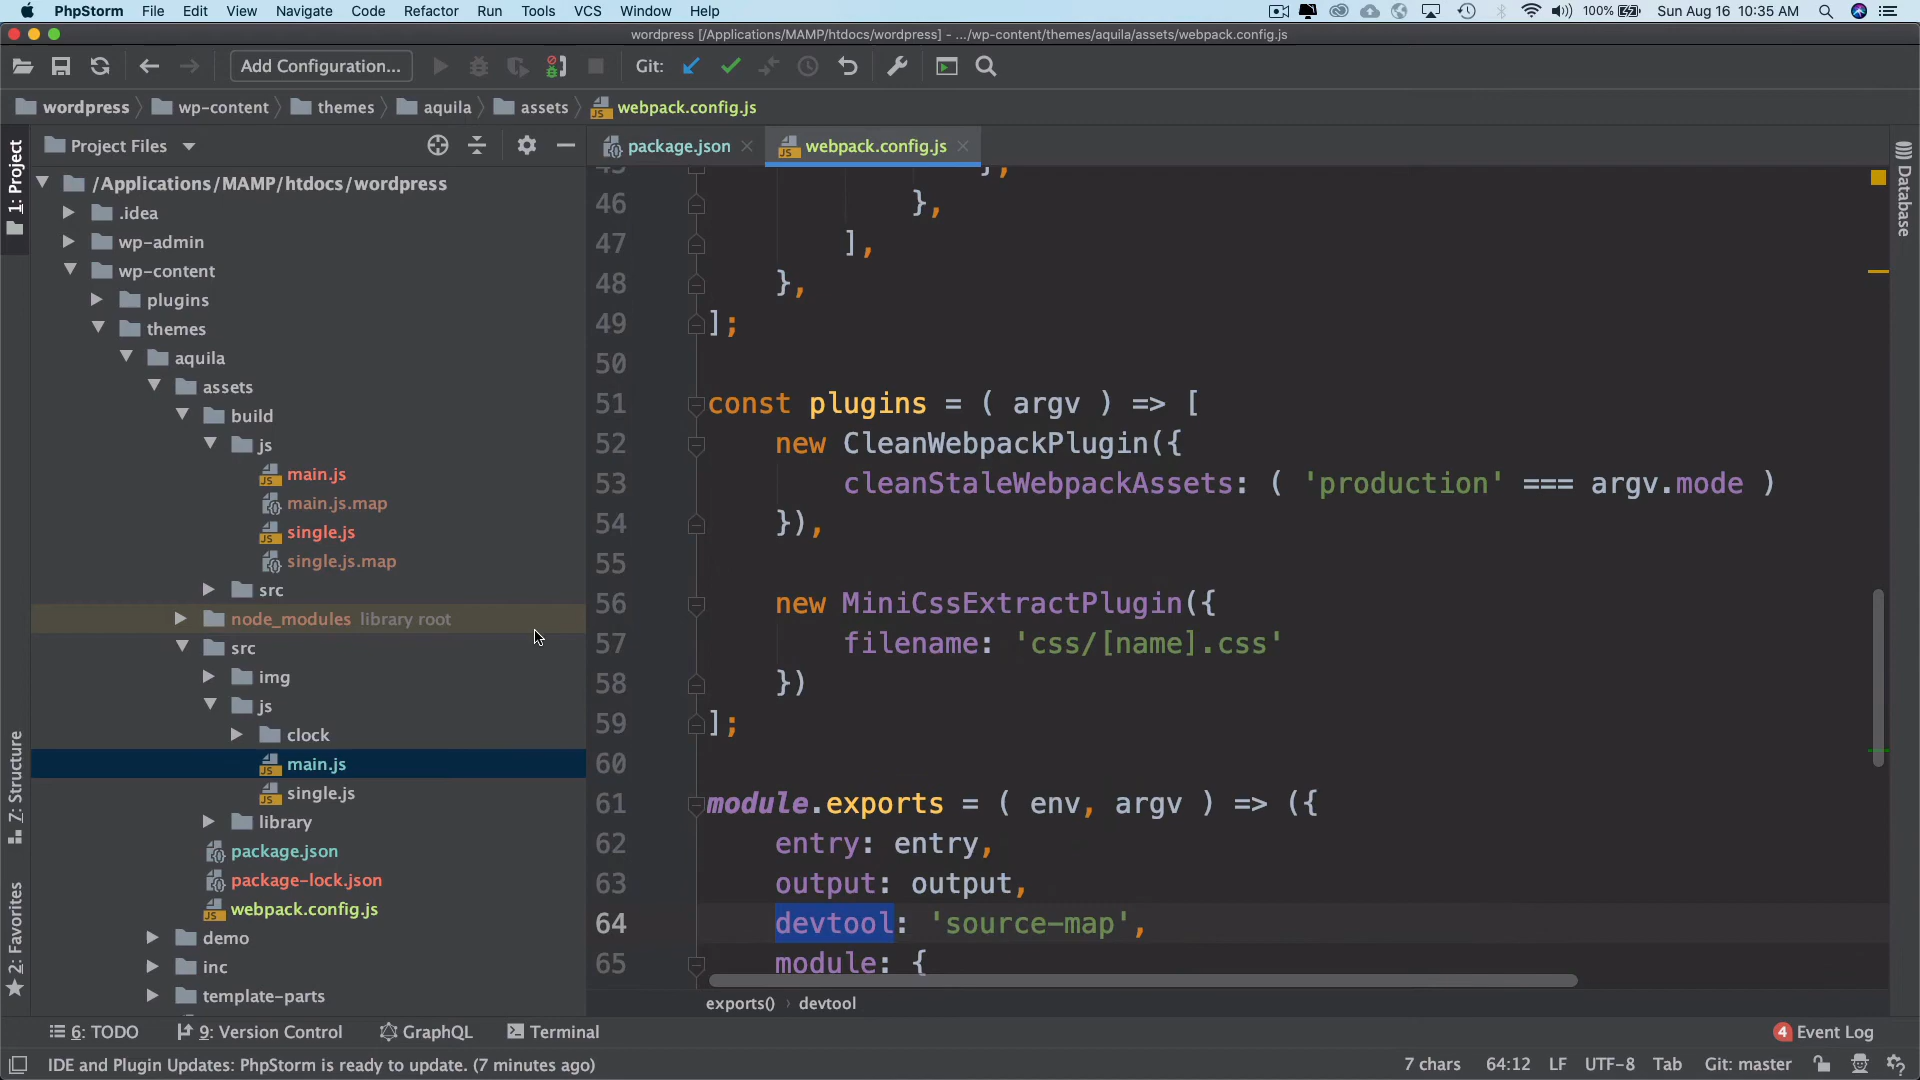 PhpStorm File Edit View Navigate Code Refactor Run Tools VCS Window Help 100% Sun Aug 16 10:35 AM
wordpress [/Applications/MAMP/htdocs/wordpress] - .../wp-content/themes/aquila/assets/webpack.config.js
Add Configuration... Git:
wordpress wp-content themes aquila assets webpack.config.js
1: Project
Project Files
package.json webpack.config.js
Database
/Applications/MAMP/htdocs/wordpress
.idea
wp-admin
wp-content
plugins
themes
aquila
assets
build
js
main.js
main.js.map
single.js
single.js.map
src
node_modules library root
src
img
js
clock
main.js
single.js
library
package.json
package-lock.json
webpack.config.js
demo
inc
template-parts
7: Structure
2: Favorites
45 },
46 },
47 ],
48 },
49 ];
50
51 const plugins = ( argv ) => [
52 new CleanWebpackPlugin({
53 cleanStaleWebpackAssets: ( 'production' === argv.mode )
54 }),
55
56 new MiniCssExtractPlugin({
57 filename: 'css/[name].css'
58 })
59 ];
60
61 module.exports = ( env, argv ) => ({
62 entry: entry,
63 output: output,
64 devtool: 'source-map',
65 module: {
exports() › devtool
6: TODO 9: Version Control GraphQL Terminal 4 Event Log
IDE and Plugin Updates: PhpStorm is ready to update. (7 minutes ago) 7 chars 64:12 LF UTF-8 Tab Git: master